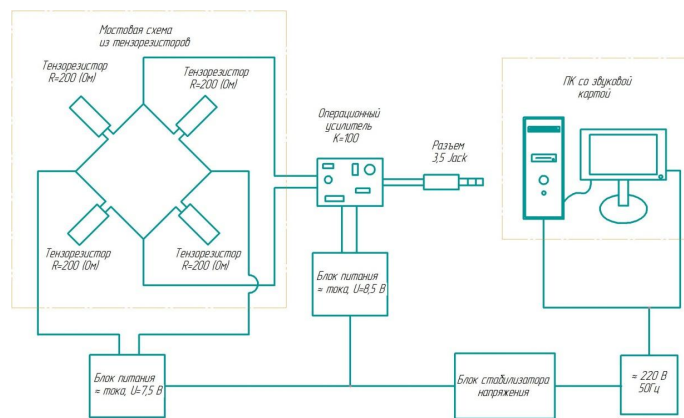 Мостовая схема
из тензорезисторов
Тензорезистор
R=200 (Ом)
Тензорезистор
R=200 (Ом)
Тензорезистор
R=200 (Ом)
Тензорезистор
R=200 (Ом)
Операционный
усилитель
К=100
Разъем
3,5 Jack
ПК со звуковой
картой
Блок питания
≈ тока, U=8,5 В
Блок питания
≈ тока, U=7,5 В
Блок стабилизатора
напряжения
≈ 220 В
50Гц